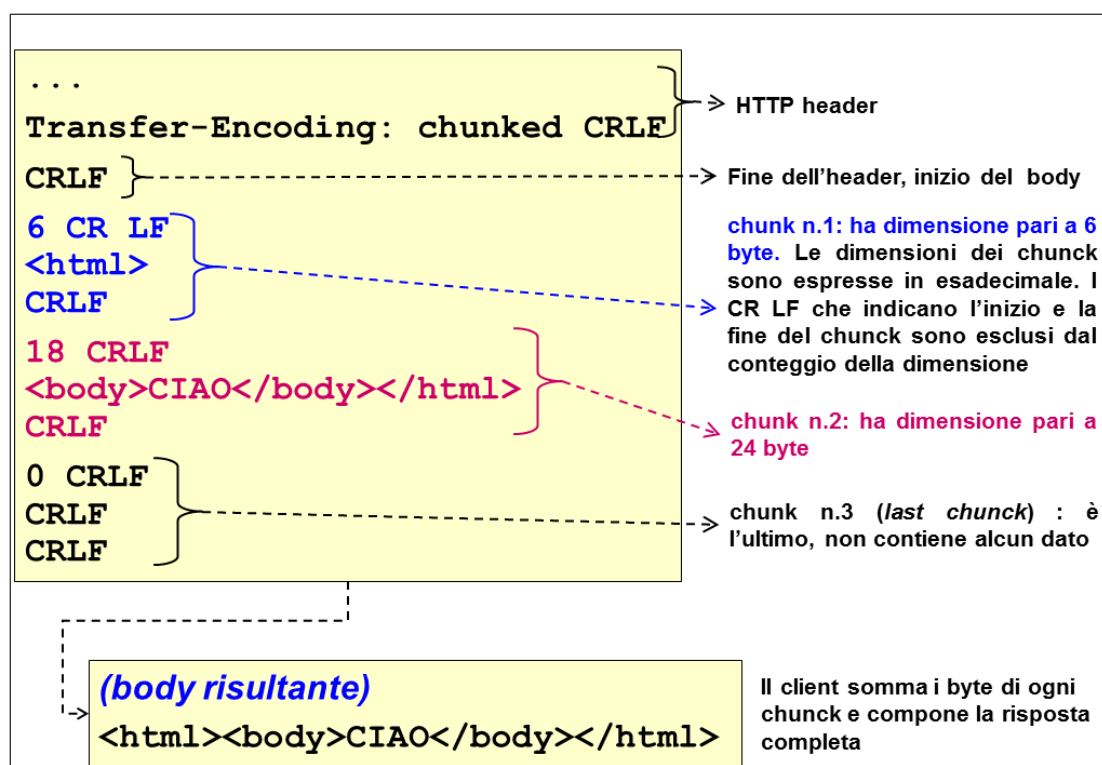 ...
Transfer-Encoding: chunked CRLF
HTTP header
CRLF
Fine dell'header, inizio del body
6 CR LF
<html>
CRLF
chunk n.1: ha dimensione pari a 6
byte. Le dimensioni dei chunck
sono espresse in esadecimale. I
CR LF che indicano l'inizio e la
fine del chunck sono esclusi dal
conteggio della dimensione
18 CRLF
<body>CIAO</body></html>
CRLF
chunk n.2: ha dimensione pari a
24 byte
0 CRLF
CRLF
CRLF
chunk n.3 (last chunck) : è
l'ultimo, non contiene alcun dato
(body risultante)
<html><body>CIAO</body></html>
Il client somma i byte di ogni
chunck e compone la risposta
completa